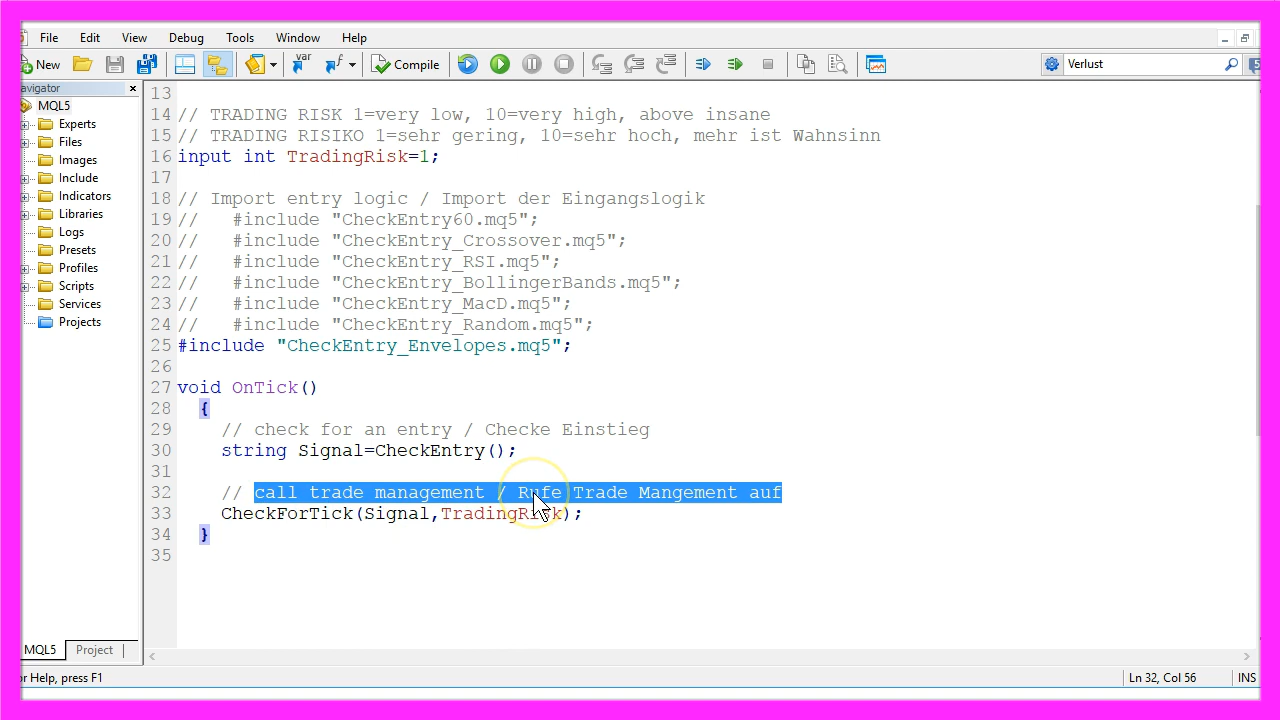 File Edit View Debug Tools Window Help
New Compile Verlust
avigator
MQL5
Experts
Files
Images
Include
Indicators
Libraries
Logs
Presets
Profiles
Scripts
Services
Projects
13
14 // TRADING RISK 1=very low, 10=very high, above insane
15 // TRADING RISIKO 1=sehr gering, 10=sehr hoch, mehr ist Wahnsinn
16 input int TradingRisk=1;
17
18 // Import entry logic / Import der Eingangslogik
19 // #include "CheckEntry60.mq5";
20 // #include "CheckEntry_Crossover.mq5";
21 // #include "CheckEntry_RSI.mq5";
22 // #include "CheckEntry_BollingerBands.mq5";
23 // #include "CheckEntry_MacD.mq5";
24 // #include "CheckEntry_Random.mq5";
25 #include "CheckEntry_Envelopes.mq5";
26
27 void OnTick()
28 {
29 // check for an entry / Checke Einstieg
30 string Signal=CheckEntry();
31
32 // call trade management / Rufe Trade Mangement auf
33 CheckForTick(Signal,TradingRisk);
34 }
35
MQL5 Project
or Help, press F1 Ln 32, Col 56 INS